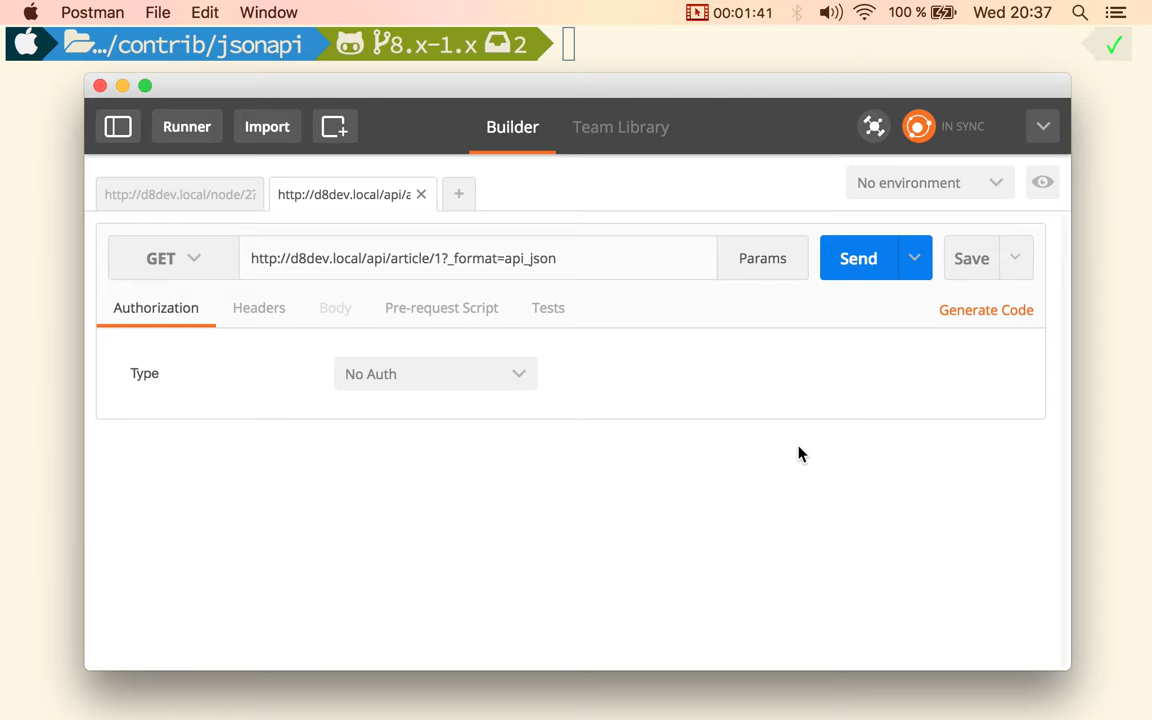 Postman File Edit Window 00:01:41 100 % Wed 20:37
.../contrib/jsonapi 8.x-1.x 2 ✓
Runner Import Builder Team Library IN SYNC
http://d8dev.local/node/2? http://d8dev.local/api/a No environment
GET http://d8dev.local/api/article/1?_format=api_json Params Send Save
Authorization Headers Body Pre-request Script Tests Generate Code
Type No Auth